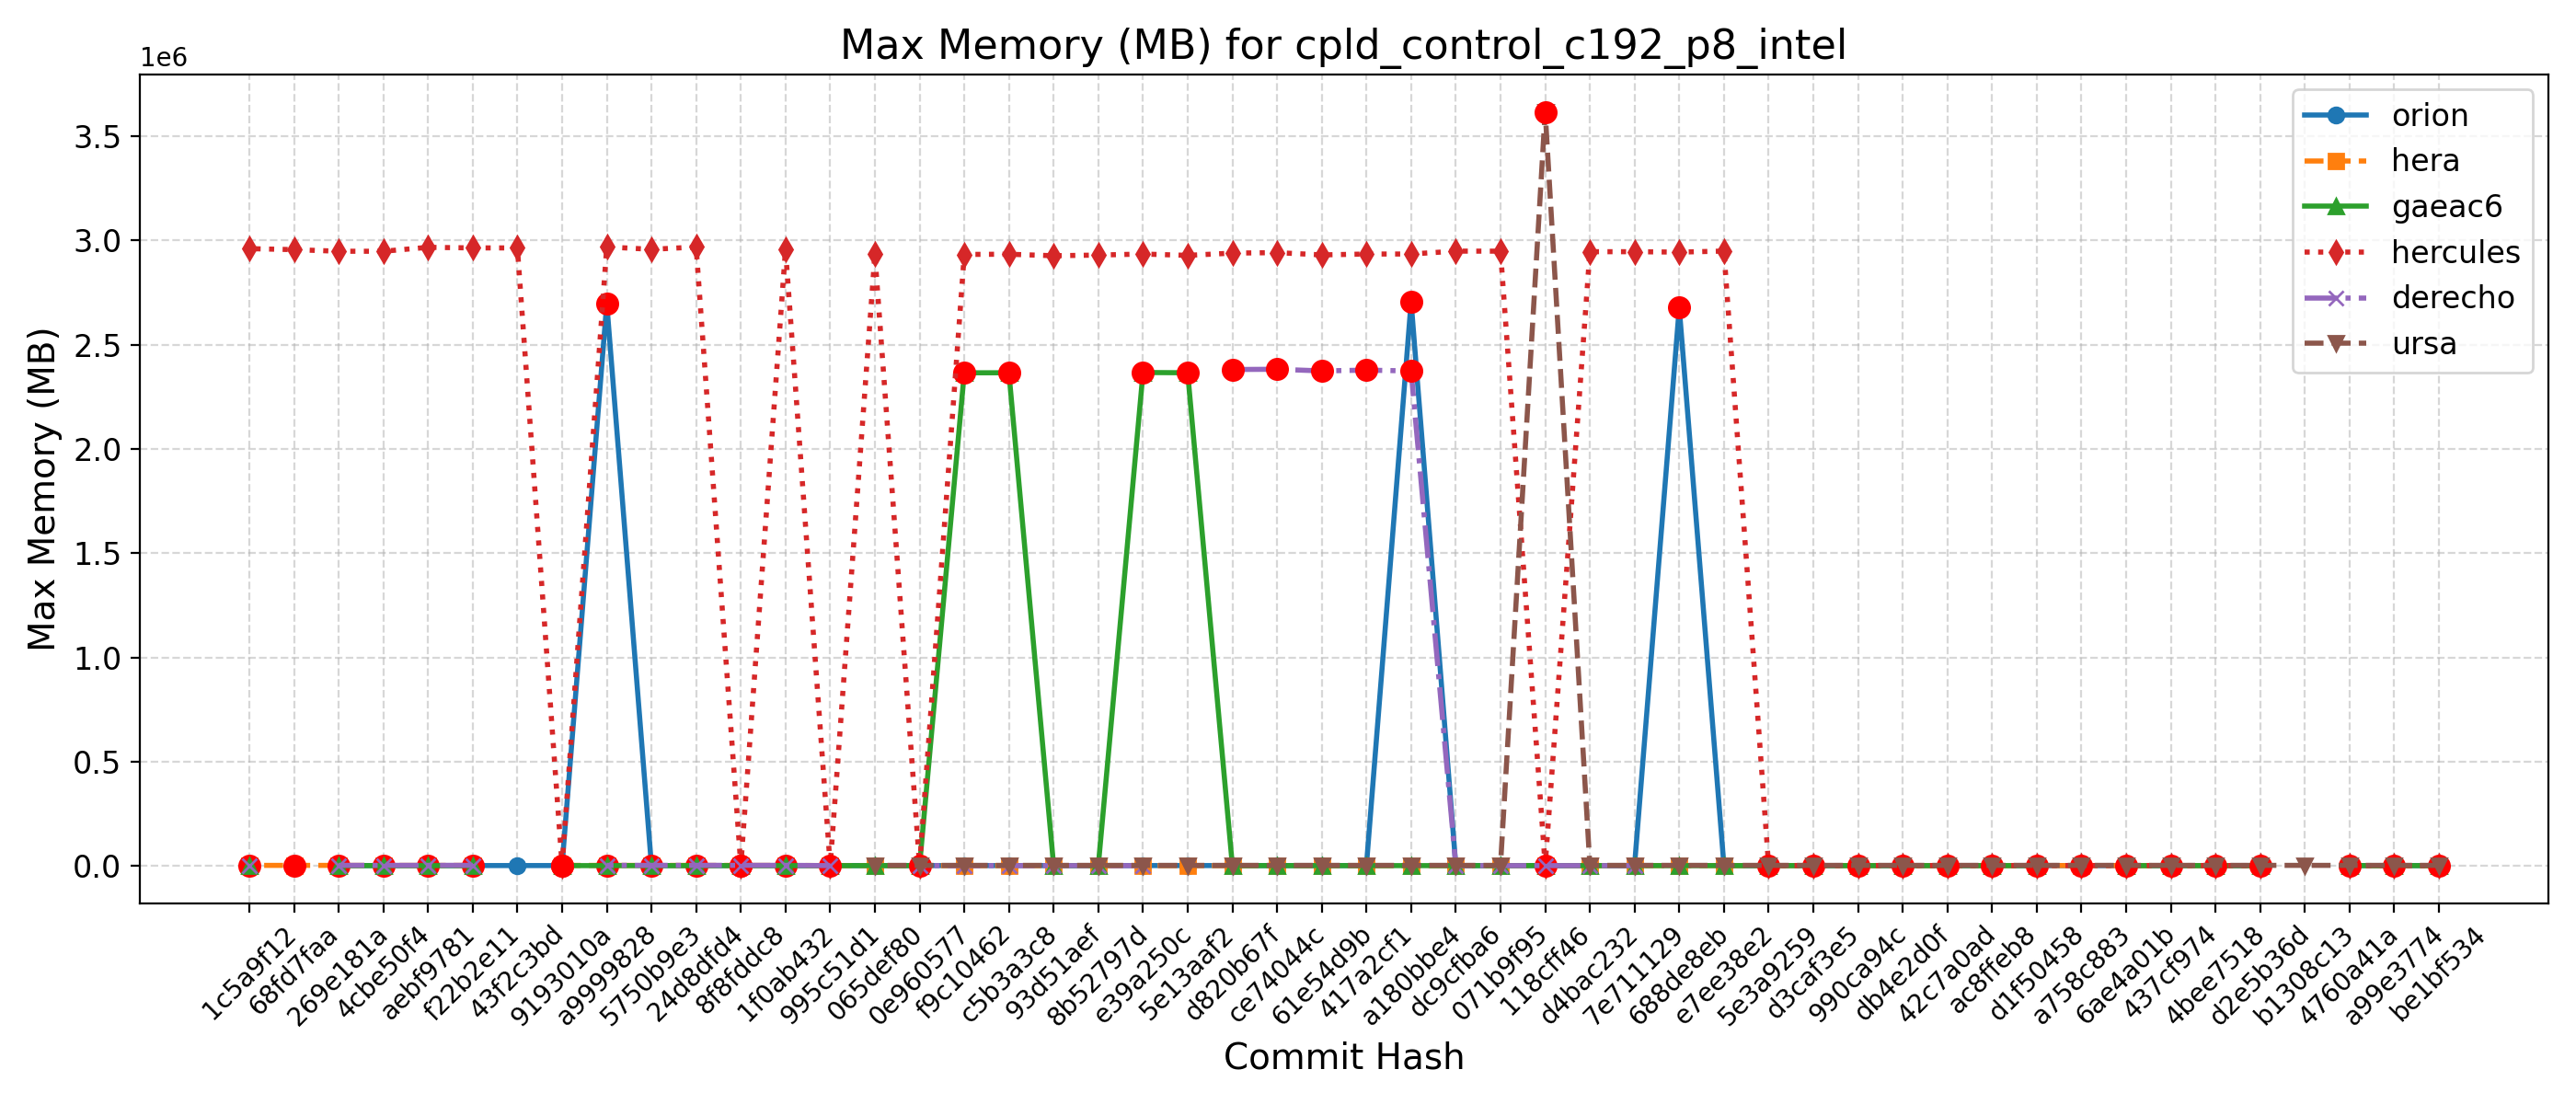 Max Memory (MB) for cpld_control_c192_p8_intel
1e6
3.5
3.0
2.5
2.0
1.5
1.0
0.5
0.0
Max Memory (MB)
orion
hera
gaeac6
hercules
derecho
ursa
1c5a9f12
68fd7faa
269e181a
4cbe50f4
aebf9781
f22b2e11
43f2c3bd
9193010a
a9999828
5750b9e3
24d8dfd4
8f8fddc8
1f0ab432
995c51d1
065def80
0e960577
f9c10462
c5b3a3c8
93d51aef
8b52797d
e39a250c
5e13aaf2
d820b67f
ce74044c
61e54d9b
417a2cf1
a180bbe4
dc9cfba6
071b9f95
118cff46
d4bac232
7e711129
688de8eb
e7ee38e2
5e3a9259
d3caf3e5
990ca94c
db4e2d0f
42c7a0ad
ac8ffeb8
d1f50458
a758c883
6ae4a01b
437cf974
4bee7518
d2e5b36d
b1308c13
4760a41a
a99e3774
be1bf534
Commit Hash